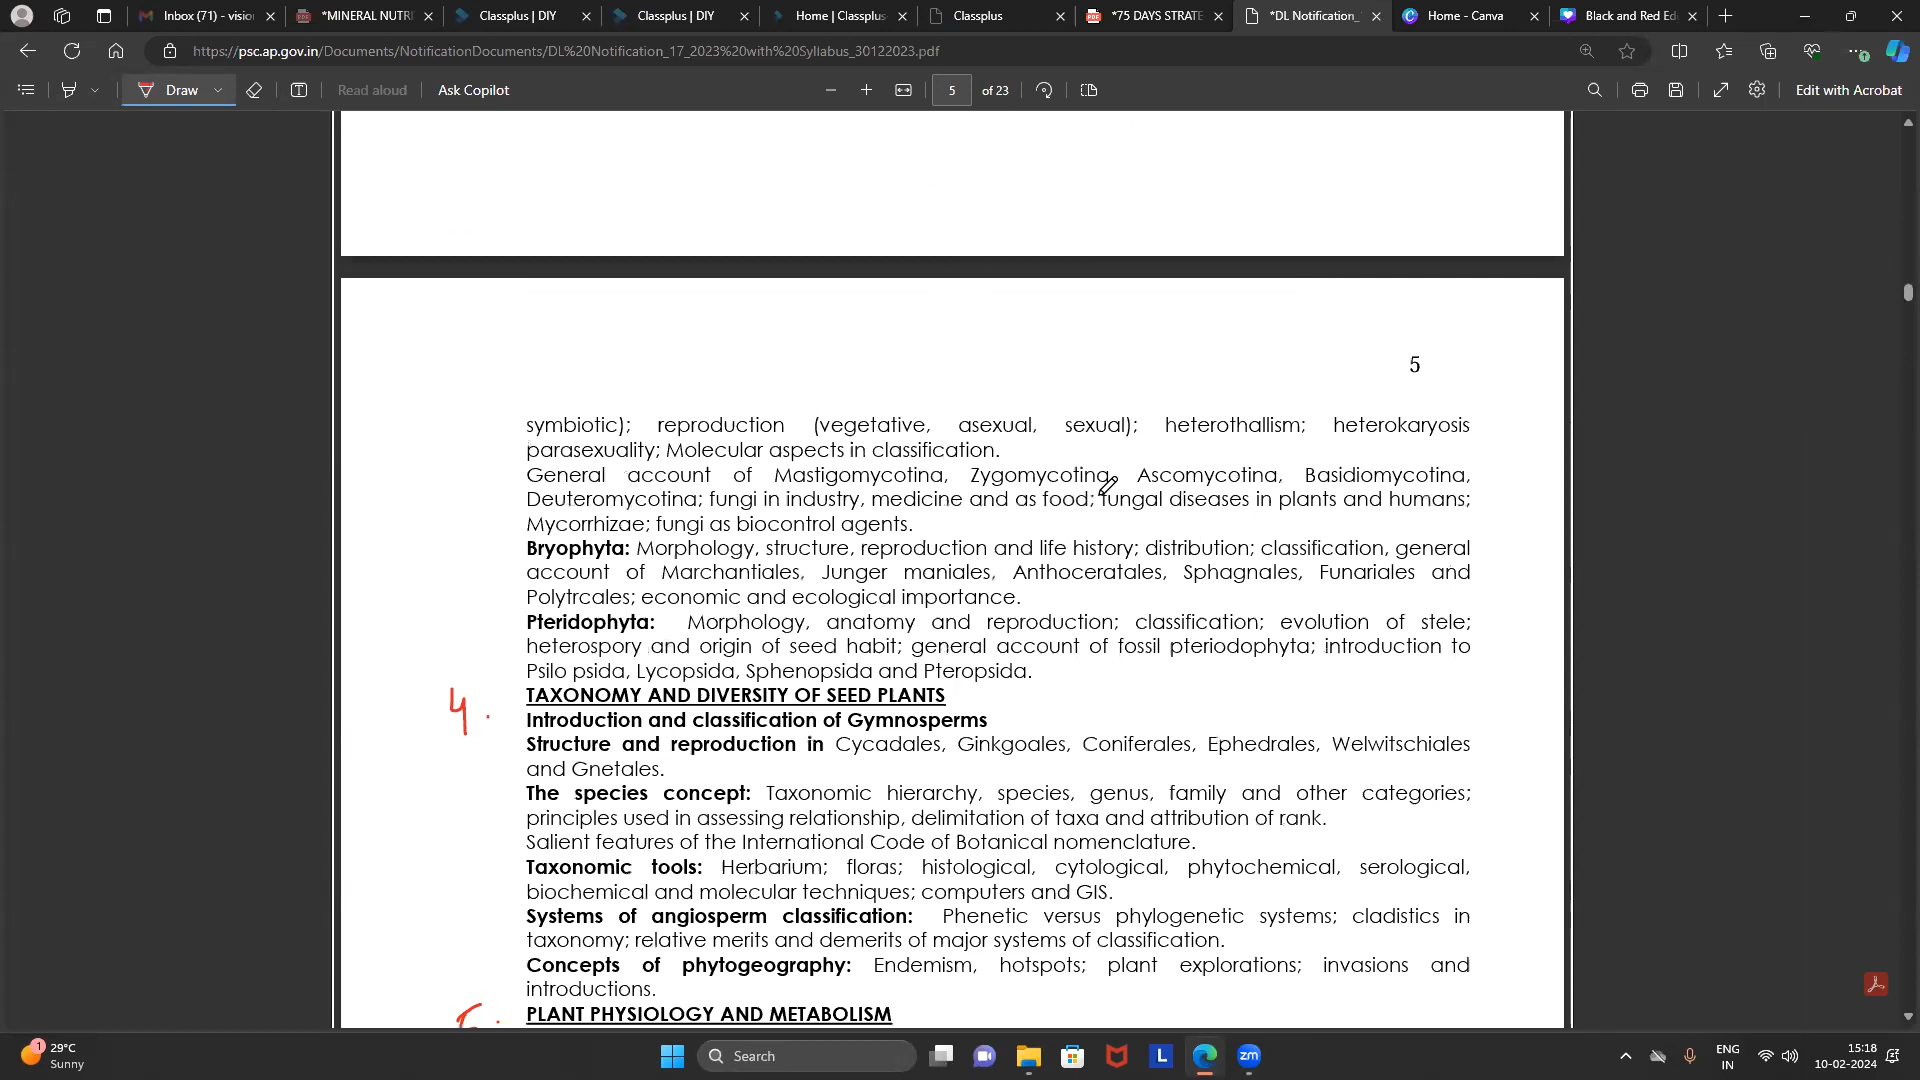 Inbox (71) - visio
*MINERAL NUTR
Classplus | DIY
Classplus | DIY
Home | Classplus
Classplus
*75 DAYS STRATE
*DL Notification_
Home - Canva
Black and Red Ed
https://psc.ap.gov.in/Documents/NotificationDocuments/DL%20Notification_17_2023%20with%20Syllabus_30122023.pdf
Draw
Read aloud
Ask Copilot
5
of 23
Edit with Acrobat
5
symbiotic); reproduction (vegetative, asexual, sexual); heterothallism; heterokaryosis
parasexuality; Molecular aspects in classification.
General account of Mastigomycotina, Zygomycotina, Ascomycotina, Basidiomycotina,
Deuteromycotina; fungi in industry, medicine and as food; fungal diseases in plants and humans;
Mycorrhizae; fungi as biocontrol agents.
Bryophyta: Morphology, structure, reproduction and life history; distribution; classification, general
account of Marchantiales, Junger maniales, Anthoceratales, Sphagnales, Funariales and
Polytrcales; economic and ecological importance.
Pteridophyta: Morphology, anatomy and reproduction; classification; evolution of stele;
heterospory and origin of seed habit; general account of fossil pteriodophyta; introduction to
Psilo psida, Lycopsida, Sphenopsida and Pteropsida.
4. TAXONOMY AND DIVERSITY OF SEED PLANTS
Introduction and classification of Gymnosperms
Structure and reproduction in Cycadales, Ginkgoales, Coniferales, Ephedrales, Welwitschiales
and Gnetales.
The species concept: Taxonomic hierarchy, species, genus, family and other categories;
principles used in assessing relationship, delimitation of taxa and attribution of rank.
Salient features of the International Code of Botanical nomenclature.
Taxonomic tools: Herbarium; floras; histological, cytological, phytochemical, serological,
biochemical and molecular techniques; computers and GIS.
Systems of angiosperm classification: Phenetic versus phylogenetic systems; cladistics in
taxonomy; relative merits and demerits of major systems of classification.
Concepts of phytogeography: Endemism, hotspots; plant explorations; invasions and
introductions.
PLANT PHYSIOLOGY AND METABOLISM
1
29°C
Sunny
Search
L
zm
ENG
IN
15:18
10-02-2024